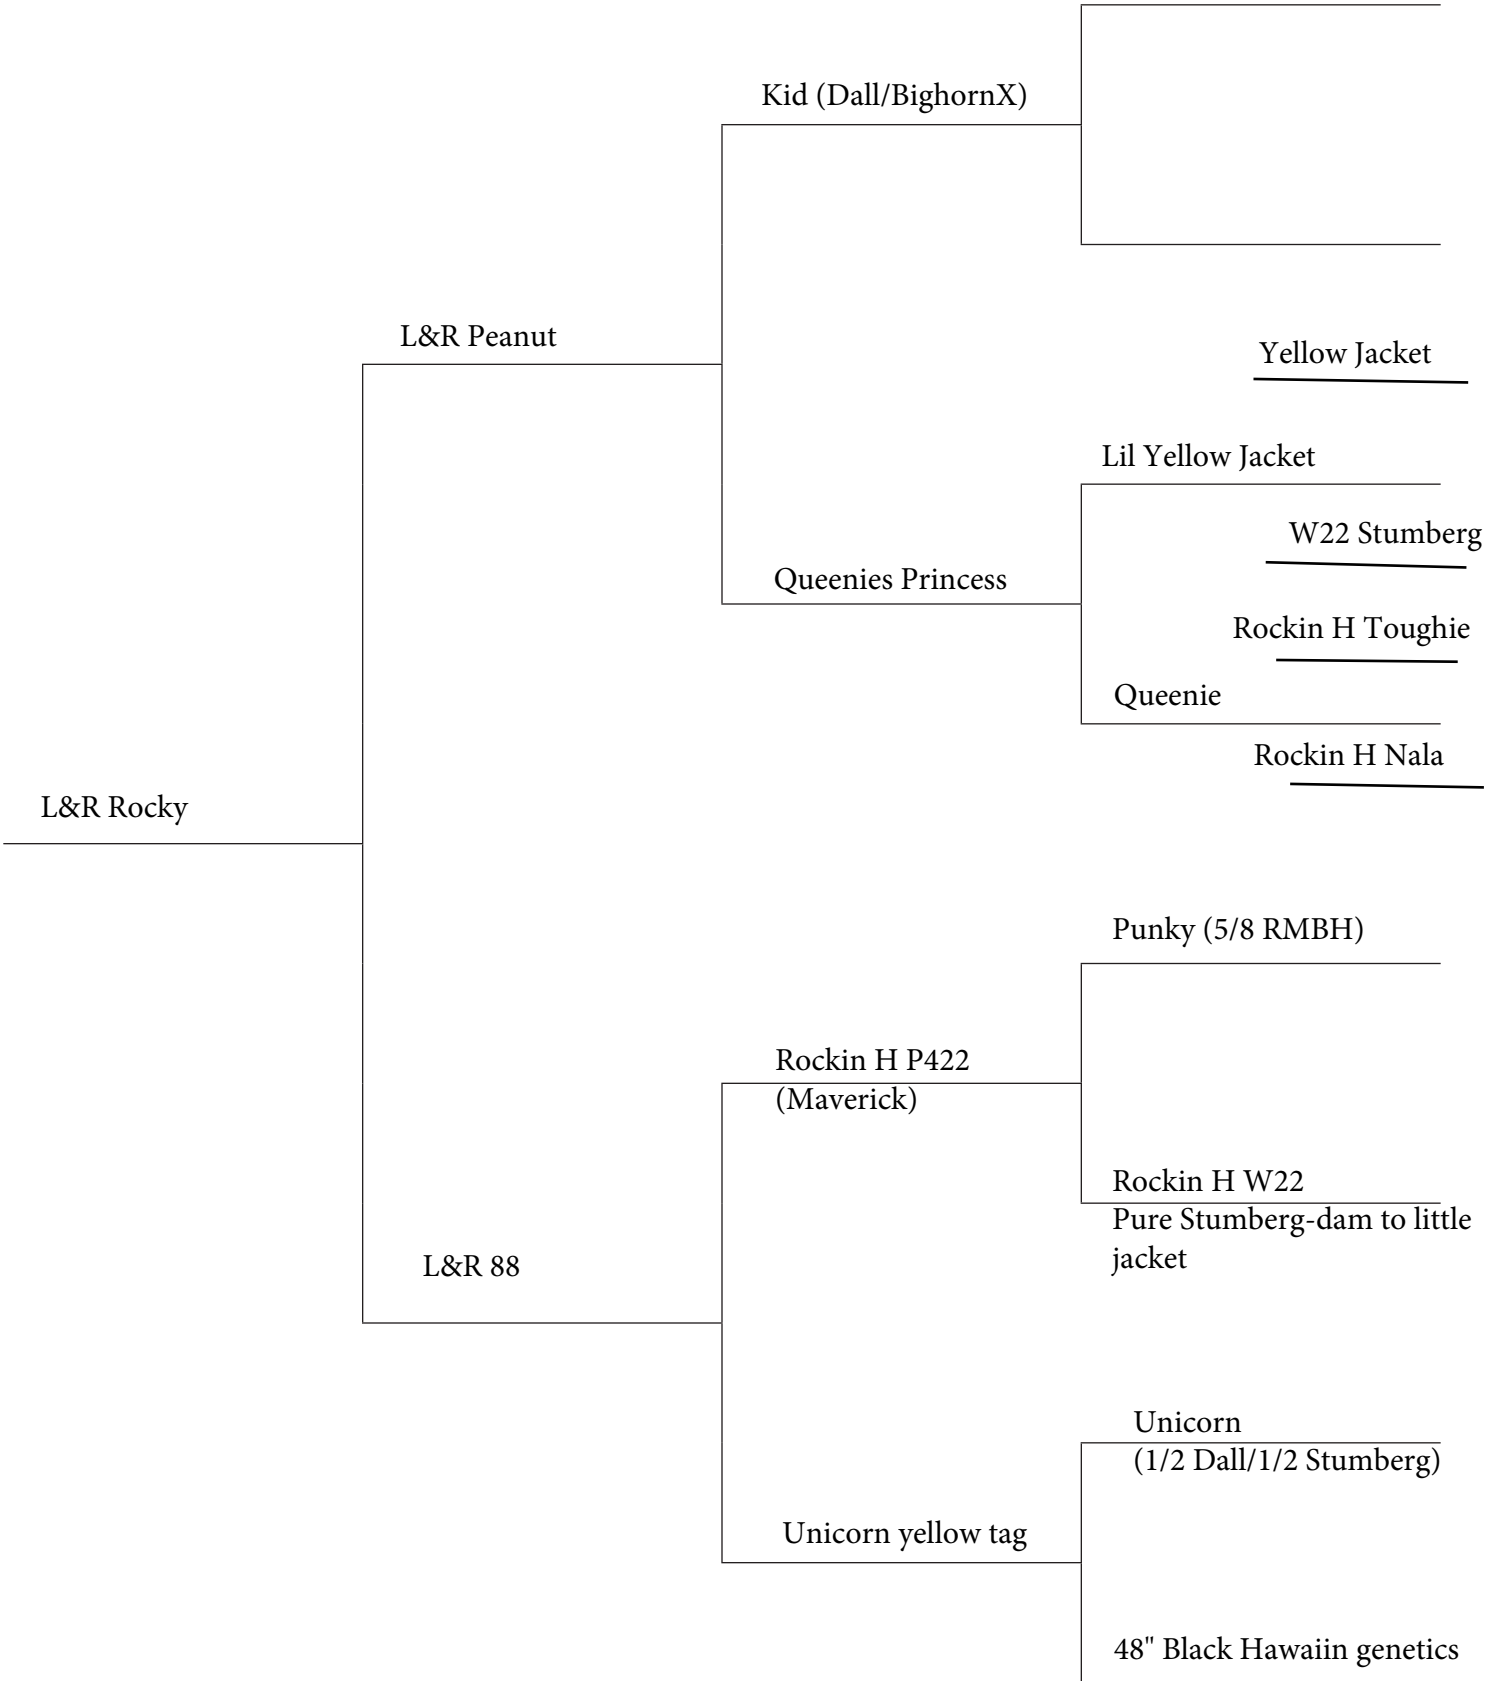 Kid (Dall/BighornX)
L&R Peanut
Yellow Jacket
Lil Yellow Jacket
W22 Stumberg
Queenies Princess
Rockin H Toughie
Queenie
Rockin H Nala
L&R Rocky
Punky (5/8 RMBH)
Rockin H P422
(Maverick)
Rockin H W22
Pure Stumberg-dam to little
jacket
L&R 88
Unicorn
(1/2 Dall/1/2 Stumberg)
Unicorn yellow tag
48" Black Hawaiin genetics